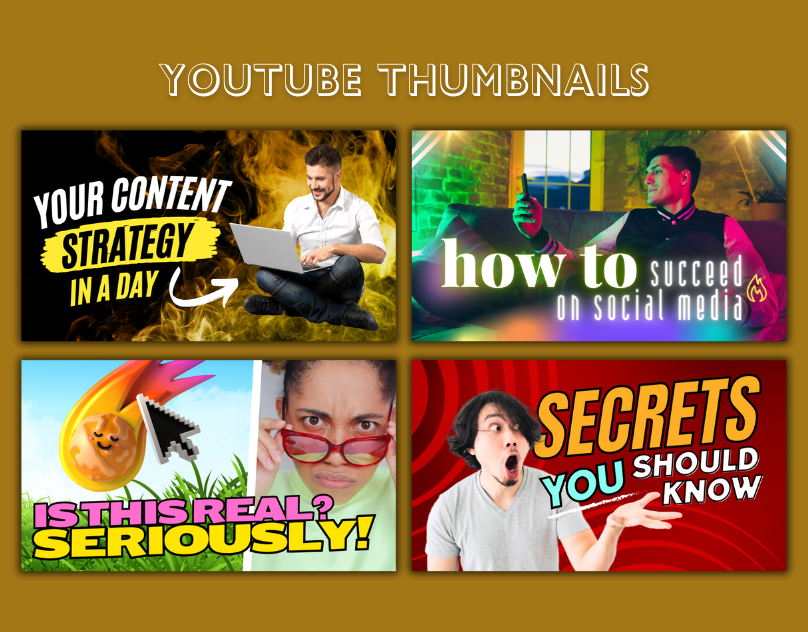 YOUTUBE THUMBNAILS
YOUR CONTENT
STRATEGY
IN A DAY
how to succeed
on social media
IS THIS REAL?
SERIOUSLY!
SECRETS
YOU SHOULD
KNOW